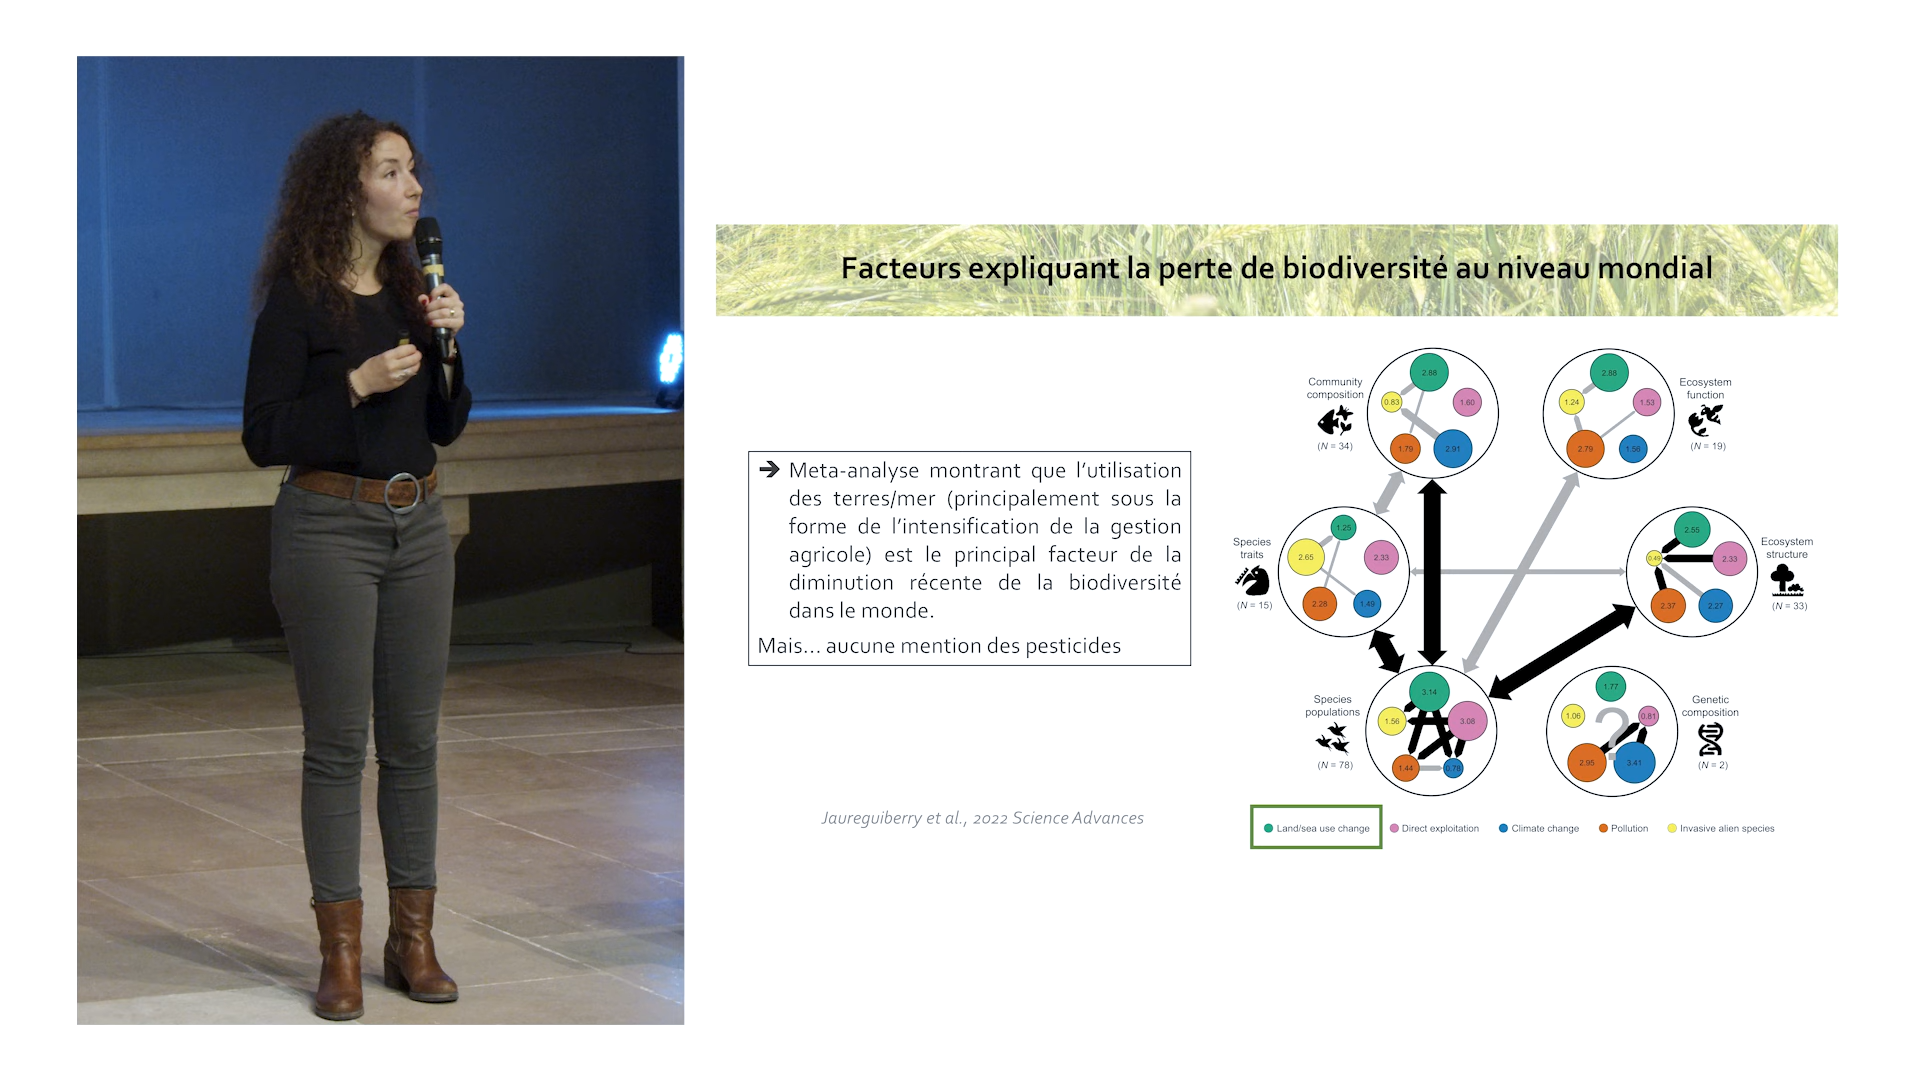 Facteurs expliquant la perte de biodiversité au niveau mondial
➔ Meta-analyse montrant que l'utilisation
des terres/mer (principalement sous la
forme de l'intensification de la gestion
agricole) est le principal facteur de la
diminution récente de la biodiversité
dans le monde.
Mais... aucune mention des pesticides
Jaureguiberry et al., 2022 Science Advances
Community
composition
(N = 34)
2.88
0.83
1.60
1.79
2.91
Ecosystem
function
(N = 19)
2.88
1.24
1.53
2.79
1.56
Species
traits
(N = 15)
1.25
2.65
2.33
2.28
1.49
Ecosystem
structure
(N = 33)
2.55
0.49
2.33
2.37
2.27
Species
populations
(N = 78)
3.14
1.56
3.08
1.44
0.78
Genetic
composition
(N = 2)
1.77
1.06
?
0.81
2.95
3.41
Land/sea use change
Direct exploitation
Climate change
Pollution
Invasive alien species